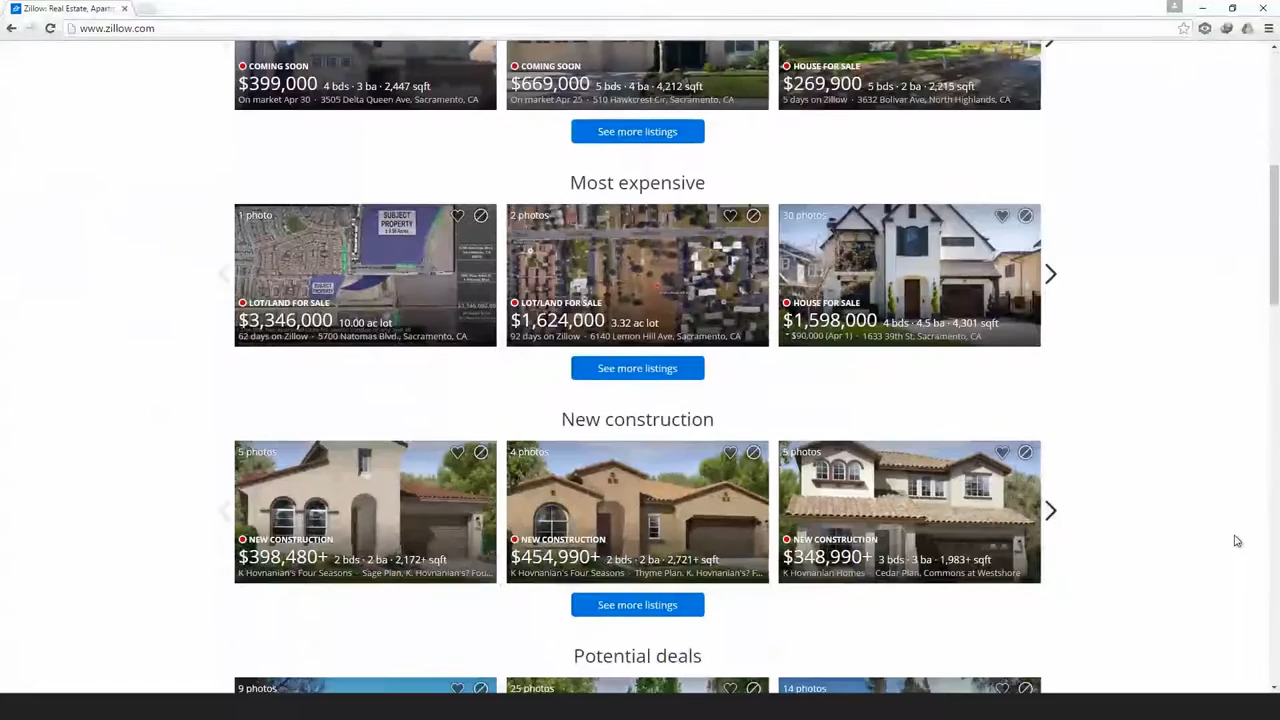 Zillow: Real Estate, Apartm
www.zillow.com
COMING SOON
$399,000 4 bds · 3 ba · 2,447 sqft
On market Apr 30 · 3505 Delta Queen Ave, Sacramento, CA
COMING SOON
$669,000 5 bds · 4 ba · 4,212 sqft
On market Apr 25 · 510 Hawkcrest Cir, Sacramento, CA
HOUSE FOR SALE
$269,900 5 bds · 2 ba · 2,215 sqft
5 days on Zillow · 3632 Bolivar Ave, North Highlands, CA
See more listings
Most expensive
1 photo
SUBJECT
PROPERTY
SUBJECT
PROPERTY
LOT/LAND FOR SALE
$3,346,000 10.00 ac lot
62 days on Zillow · 5700 Natomas Blvd., Sacramento, CA
2 photos
LOT/LAND FOR SALE
$1,624,000 3.32 ac lot
92 days on Zillow · 6140 Lemon Hill Ave, Sacramento, CA
30 photos
HOUSE FOR SALE
$1,598,000 4 bds · 4.5 ba · 4,301 sqft
$90,000 (Apr 1) · 1633 39th St, Sacramento, CA
See more listings
New construction
5 photos
NEW CONSTRUCTION
$398,480+ 2 bds · 2 ba · 2,172+ sqft
K Hovnanian's Four Seasons · Sage Plan, K. Hovnanian's? Fou...
4 photos
NEW CONSTRUCTION
$454,990+ 2 bds · 2 ba · 2,721+ sqft
K Hovnanian's Four Seasons · Thyme Plan, K. Hovnanian's? F...
5 photos
NEW CONSTRUCTION
$348,990+ 3 bds · 3 ba · 1,983+ sqft
K Hovnanian Homes · Cedar Plan, Commons at Westshore
See more listings
Potential deals
9 photos
25 photos
14 photos